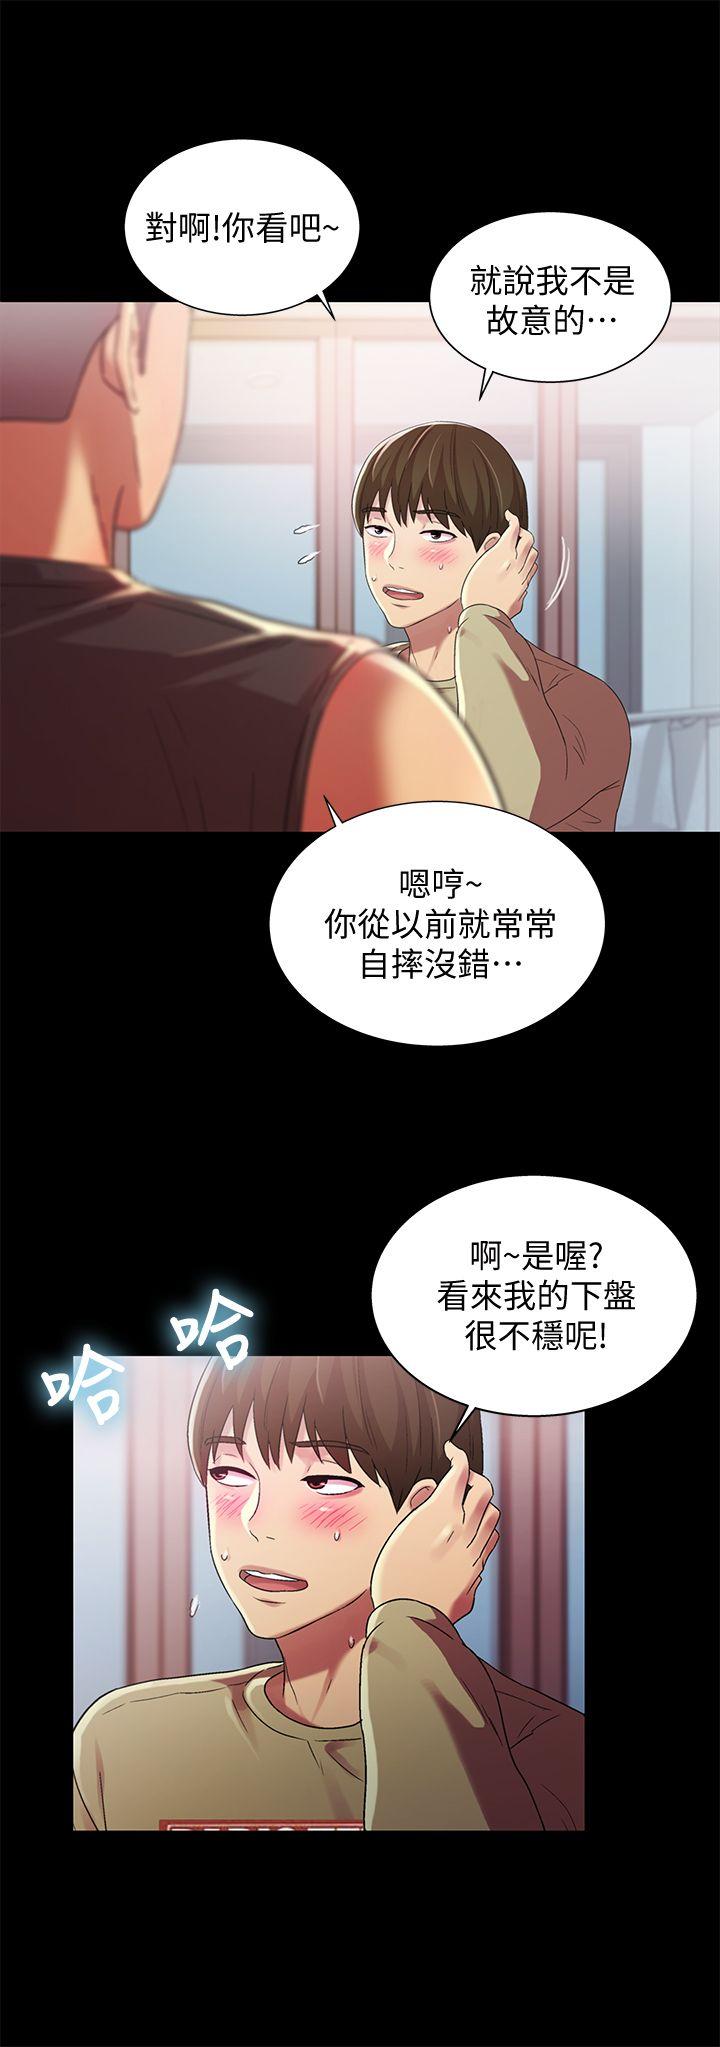 對啊!你看吧~
就說我不是
故意的⋯
嗯哼~
你從以前就常常
自摔沒錯⋯
啊~是喔?
看來我的下盤
很不穩呢!
哈
哈